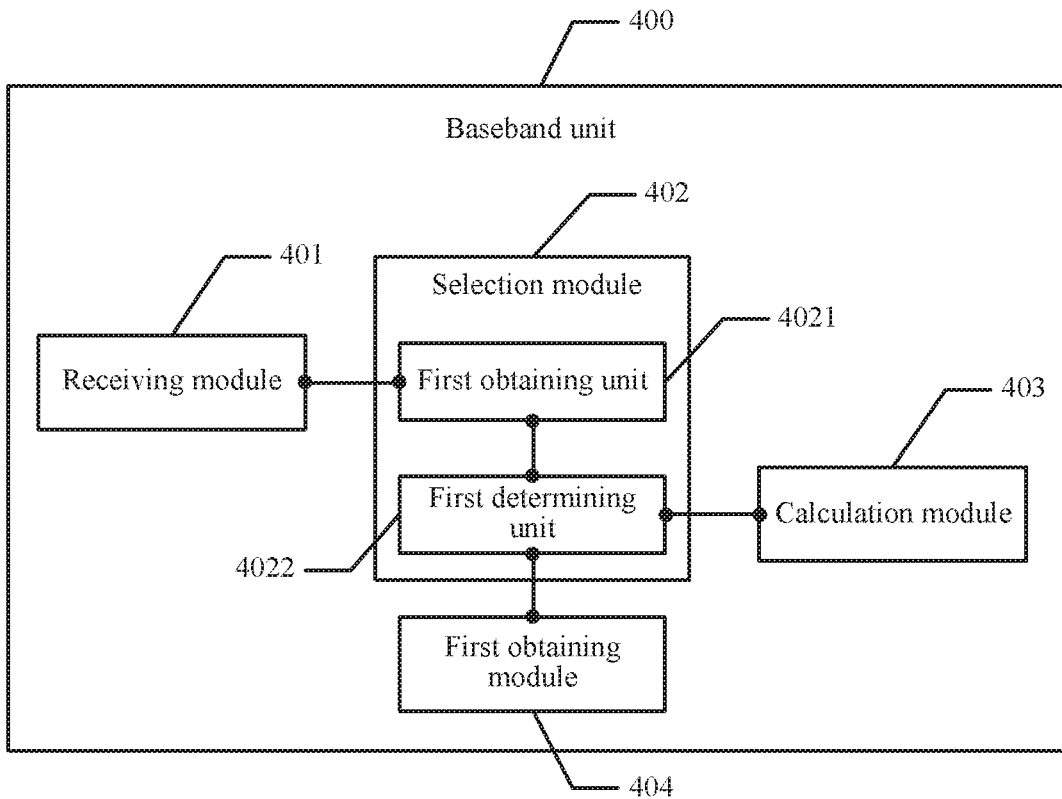 400
Baseband unit
402
401
Selection module
4021
Receiving module
First obtaining unit
403
First determining
unit
Calculation module
4022
First obtaining
module
404